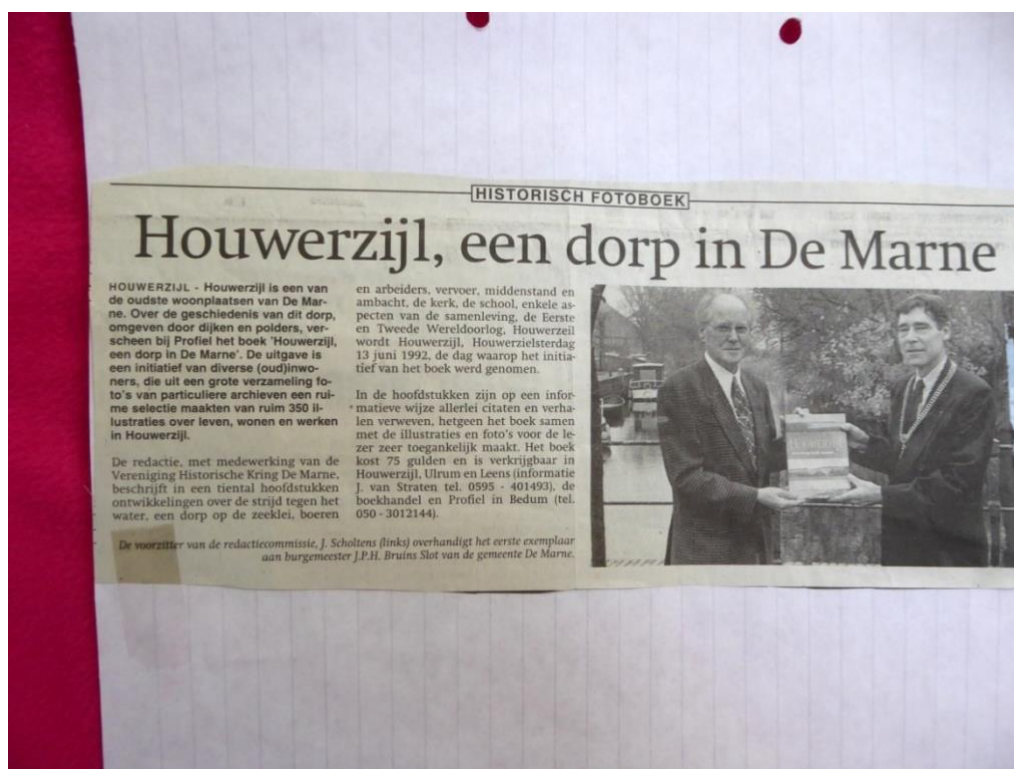 HISTORISCH FOTOBOEK
Houwerzijl, een dorp in De Marne
HOUWERZIJL - Houwerzijl is een van
de oudste woonplaatsen van De Mar-
ne. Over de geschiedenis van dit dorp,
omgeven door dijken en polders, ver-
scheen bij Profiel het boek 'Houwerzijl,
een dorp in De Marne'. De uitgave is
een initiatief van diverse (oud)inwo-
ners, die uit een grote verzameling fo-
to's van particuliere archieven een rui-
me selectie maakten van ruim 350 il-
lustraties over leven, wonen en werken
in Houwerzijl.
De redactie, met medewerking van de
Vereniging Historische Kring De Marne,
beschrijft in een tiental hoofdstukken
ontwikkelingen over de strijd tegen het
water, een dorp op de zeeklei, boeren
en arbeiders, vervoer, middenstand en
ambacht, de kerk, de school, enkele as-
pecten van de samenleving, de Eerste
en Tweede Wereldoorlog, Houwerzeil
wordt Houwerzijl, Houwerzielsterdag
13 juni 1992, de dag waarop het initia-
tief van het boek werd genomen.
In de hoofdstukken zijn op een infor-
matieve wijze allerlei citaten en verha-
len verweven, hetgeen het boek samen
met de illustraties en foto's voor de le-
zer zeer toegankelijk maakt. Het boek
kost 75 gulden en is verkrijgbaar in
Houwerzijl, Ulrum en Leens (informatie
J. van Straten tel. 0595 - 401493), de
boekhandel en Profiel in Bedum (tel.
050 - 3012144).
De voorzitter van de redactiecommissie, J. Scholtens (links) overhandigt het eerste exemplaar
aan burgemeester J.P.H. Bruins Slot van de gemeente De Marne.